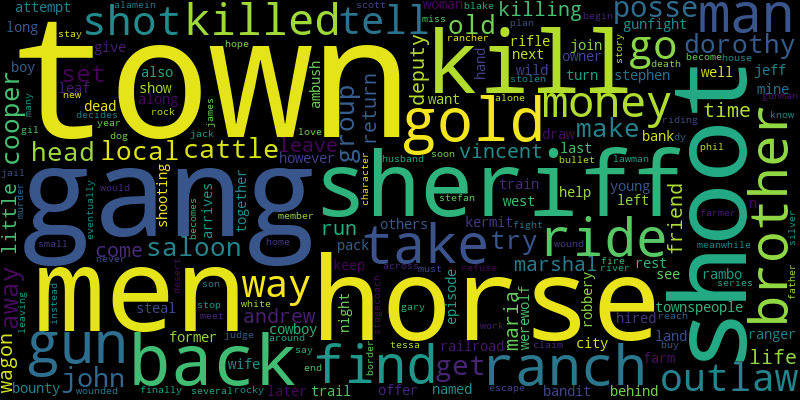 attempt
shot
killed
tell
woman
scott
blake
killing
posse
man
long
alamein
miss
plan
begin
old
gunfight
stay
town
kill
hope
rancher
story
become
house
boy
give
deputy
rifle
join
owner
go
death
dorothy
set
ambush
hand
next
wild
turn
stephen
well
jeff
leaf
also
show
along
james
group
return
want
stolen
alone
money
shoot
mine
gunman
cooper
many
new
dead
year
decides
rock
gold
draw
make
bank
time
know
gil
dog
jack
love
leave
vincent
last
bullet
lawman
riding
dy
phil
brother
head
local
cattle
however
husband
soon
jail
murder
would
gang
shooting
becomes
arrives
together
character
sheriff
train
west
help
young
left
farmer
n
little
eventually
member
run
stefan
others
kermit
fight
wound
ride
friend
meanwhile
silver
small
come
saloon
home
take
try
marshal
fire
river
rest
see
rambo
series
father
away
never
desert
pack
across
must
refuse
men
way
horse
keep
episode
maria
werewolf
robbery
hired
townspeople
instead
leaving
steal
son
stop
meet
white
andrew
night
stagecoach
gary
work
city
reach
land
buy
ranger
wagon
gun
former
judge
cowboy
around
say
tessa
railroad
claim
life
back
wife
end
border
find
get
ranch
farm
outlaw
bounty
john
wounded
finally
several
rocky
later
trail
offer
named
escape
bandit
behind